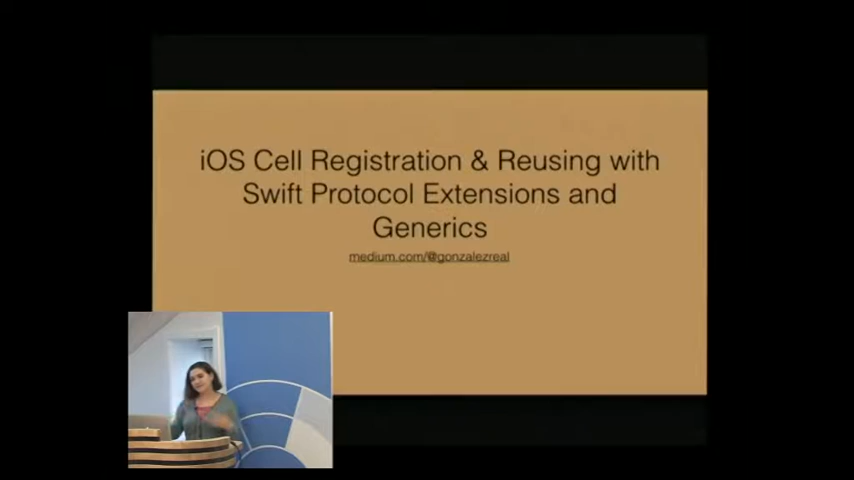 iOS Cell Registration & Reusing with
Swift Protocol Extensions and
Generics
medium.com/@gonzalezreal